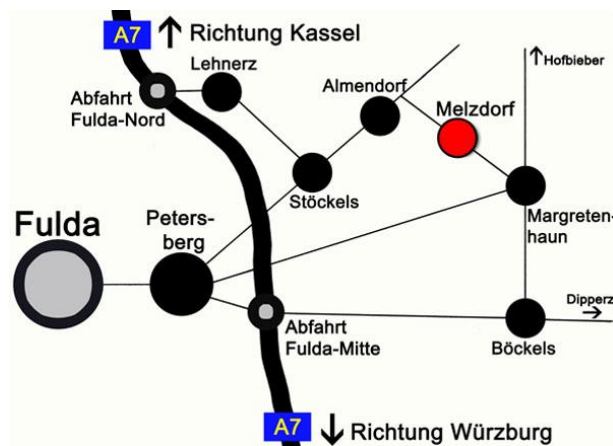 A7 ↑ Richtung Kassel
Lehnerz
Abfahrt
Fulda-Nord
Almendorf
↑ Hofbieber
Melzdorf
Stöckels
Margreten-
haun
Fulda
Peters-
berg
Dipperz
→
Abfahrt
Fulda-Mitte
Böckels
A7 ↓ Richtung Würzburg